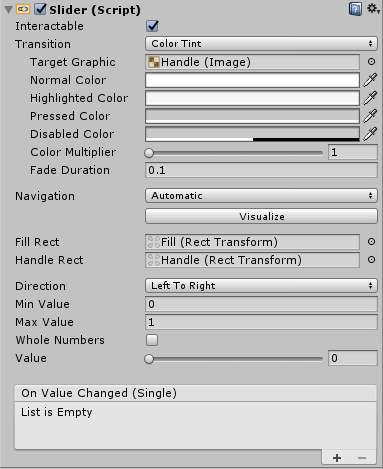 Slider (Script)
Interactable
Transition Color Tint
Target Graphic Handle (Image)
Normal Color
Highlighted Color
Pressed Color
Disabled Color
Color Multiplier 1
Fade Duration 0.1
Navigation Automatic
Visualize
Fill Rect Fill (Rect Transform)
Handle Rect Handle (Rect Transform)
Direction Left To Right
Min Value 0
Max Value 1
Whole Numbers
Value 0
On Value Changed (Single)
List is Empty
+ −